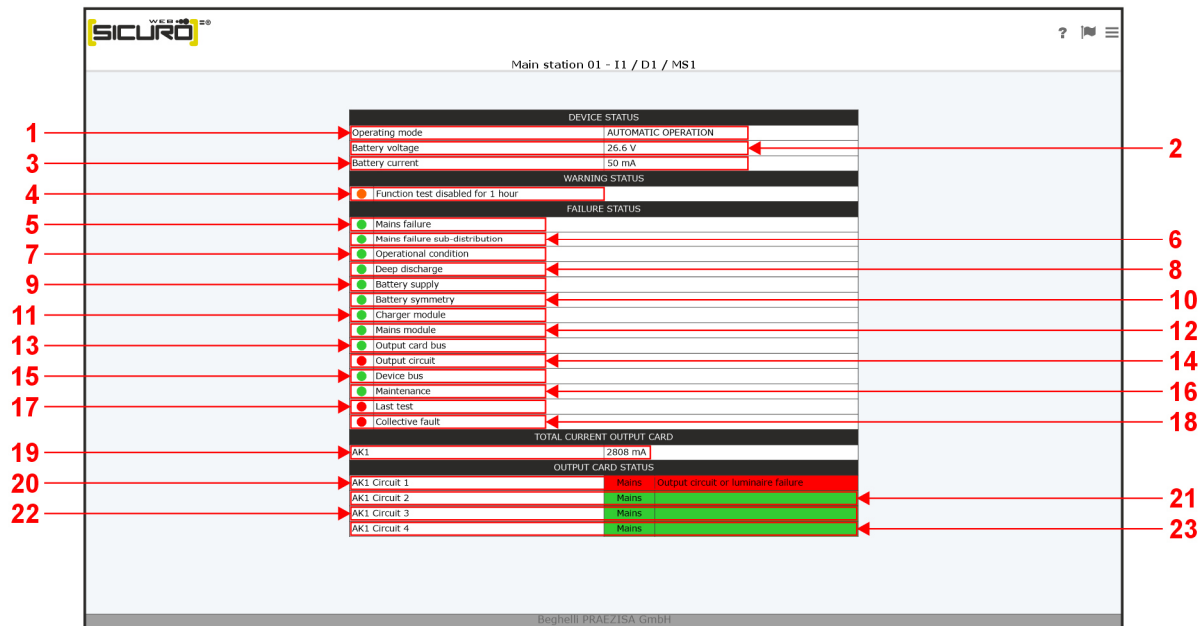 WEB
SICURO
?
Main station 01 - I1 / D1 / MS1
DEVICE STATUS
1 Operating mode AUTOMATIC OPERATION
Battery voltage 26.6 V 2
3 Battery current 50 mA
WARNING STATUS
4 Function test disabled for 1 hour
FAILURE STATUS
5 Mains failure
Mains failure sub-distribution 6
7 Operational condition
Deep discharge 8
9 Battery supply
Battery symmetry 10
11 Charger module
Mains module 12
13 Output card bus
Output circuit 14
15 Device bus
Maintenance 16
17 Last test
Collective fault 18
TOTAL CURRENT OUTPUT CARD
19 AK1 2808 mA
OUTPUT CARD STATUS
20 AK1 Circuit 1 Mains Output circuit or luminaire failure
AK1 Circuit 2 Mains 21
22 AK1 Circuit 3 Mains
AK1 Circuit 4 Mains 23
Beghelli PRAEZISA GmbH